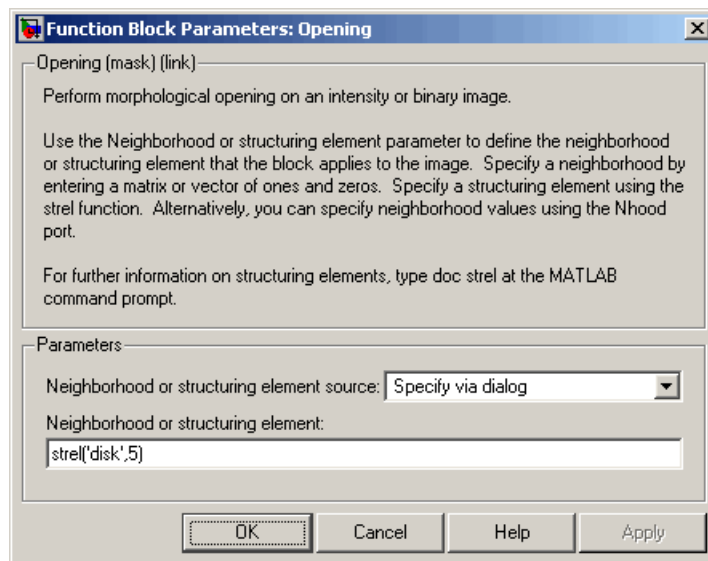 Function Block Parameters: Opening
Opening (mask) (link)
Perform morphological opening on an intensity or binary image.
Use the Neighborhood or structuring element parameter to define the neighborhood
or structuring element that the block applies to the image. Specify a neighborhood by
entering a matrix or vector of ones and zeros. Specify a structuring element using the
strel function. Alternatively, you can specify neighborhood values using the Nhood
port.
For further information on structuring elements, type doc strel at the MATLAB
command prompt.
Parameters
Neighborhood or structuring element source: Specify via dialog
Neighborhood or structuring element:
strel('disk',5)
OK Cancel Help Apply